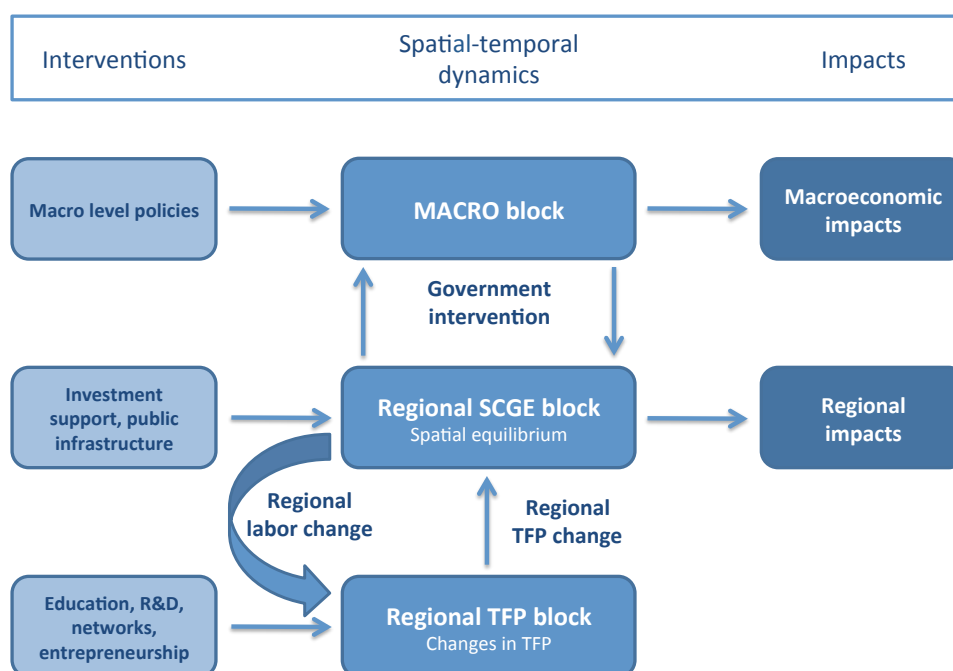 Interventions
Spatial-temporal
dynamics
Impacts
Macro level policies
MACRO block
Macroeconomic
impacts
Government
intervention
Investment
support, public
infrastructure
Regional SCGE block
Spatial equilibrium
Regional
impacts
Regional
labor change
Regional
TFP change
Education, R&D,
networks,
entrepreneurship
Regional TFP block
Changes in TFP